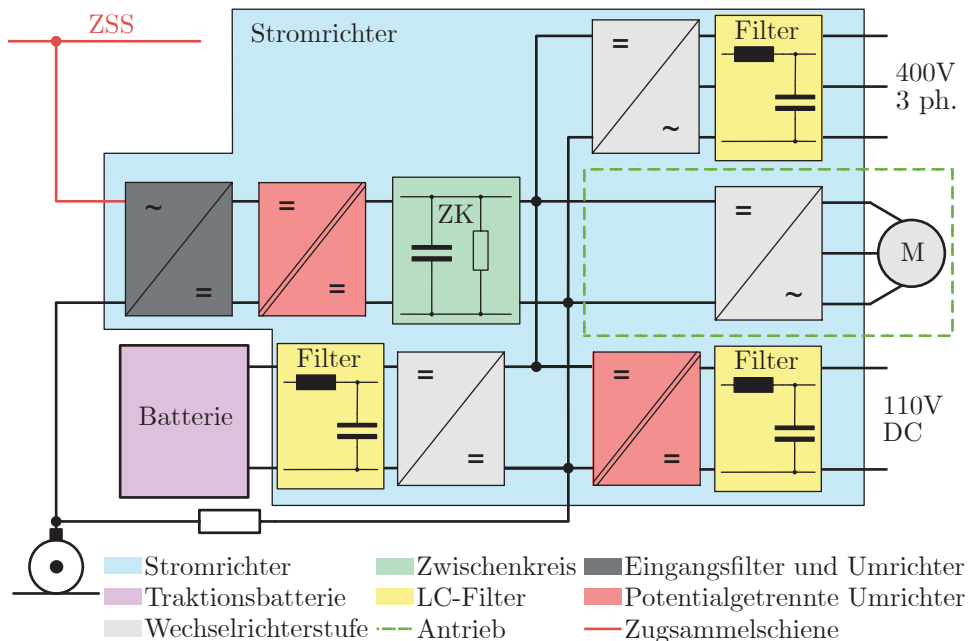 ZSS
Stromrichter
=
~
Filter
400V
3 ph.
~
=
=
=
ZK
=
~
M
Batterie
Filter
=
=
=
=
Filter
110V
DC
Stromrichter
Zwischenkreis
Eingangsfilter und Umrichter
Traktionsbatterie
LC-Filter
Potentialgetrennte Umrichter
Wechselrichterstufe
Antrieb
Zugsammelschiene